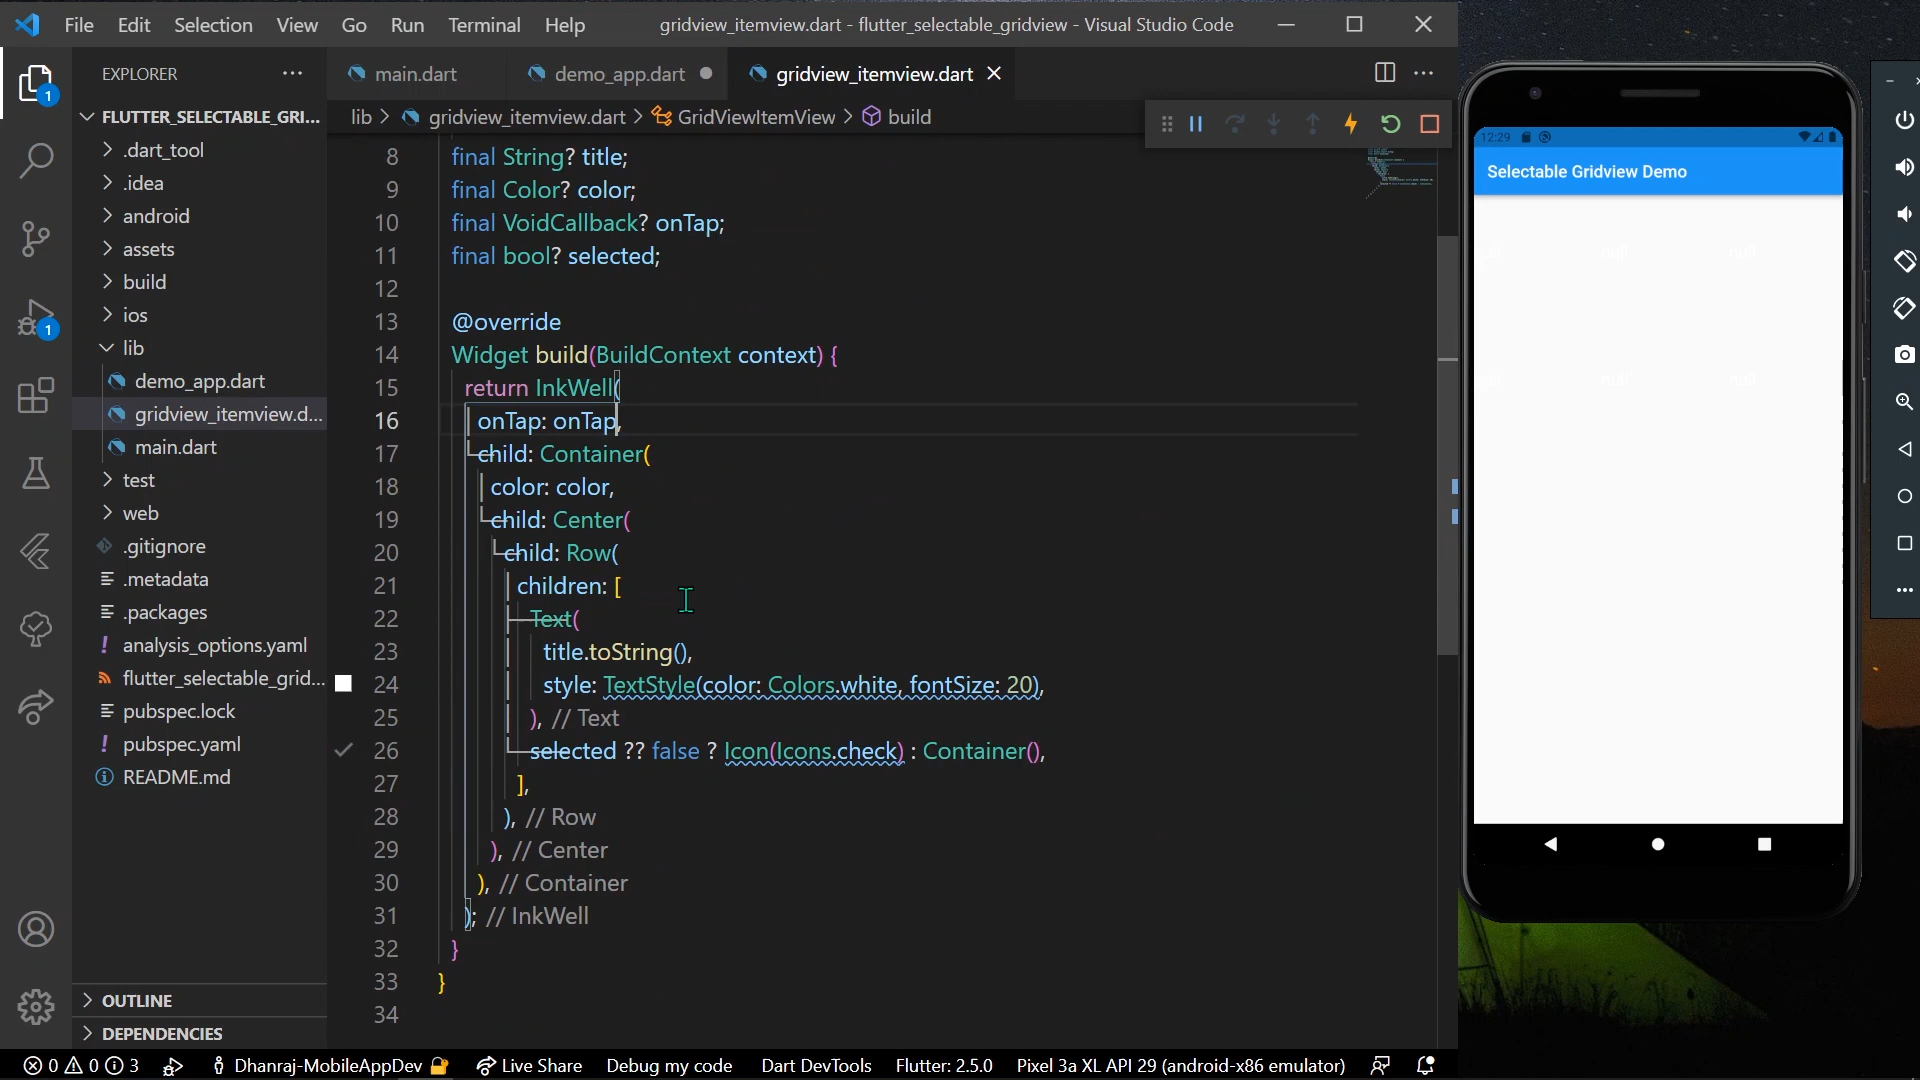 File Edit Selection View Go Run Terminal Help
gridview_itemview.dart - flutter_selectable_gridview - Visual Studio Code
EXPLORER
FLUTTER_SELECTABLE_GRI...
.dart_tool
.idea
android
assets
build
ios
lib
demo_app.dart
gridview_itemview.d...
main.dart
test
web
.gitignore
.metadata
.packages
analysis_options.yaml
flutter_selectable_grid...
pubspec.lock
pubspec.yaml
README.md
OUTLINE
DEPENDENCIES
1
1
main.dart demo_app.dart gridview_itemview.dart
lib > gridview_itemview.dart > GridViewItemView > build
8 final String? title;
9 final Color? color;
10 final VoidCallback? onTap;
11 final bool? selected;
12
13 @override
14 Widget build(BuildContext context) {
15 return InkWell(
16 onTap: onTap,
17 child: Container(
18 color: color,
19 child: Center(
20 child: Row(
21 children: [
22 Text(
23 title.toString(),
24 style: TextStyle(color: Colors.white, fontSize: 20),
25 ), // Text
26 selected ?? false ? Icon(Icons.check) : Container(),
27 ],
28 ), // Row
29 ), // Center
30 ), // Container
31 ); // InkWell
32 }
33 }
34
12:29
Selectable Gridview Demo
null null
null null
0 0 3 Dhanraj-MobileAppDev Live Share Debug my code Dart DevTools Flutter: 2.5.0 Pixel 3a XL API 29 (android-x86 emulator)